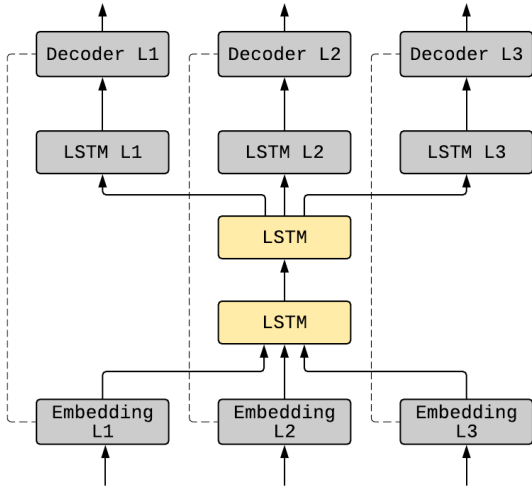 Decoder L1
Decoder L2
Decoder L3
LSTM L1
LSTM L2
LSTM L3
LSTM
LSTM
Embedding
L1
Embedding
L2
Embedding
L3